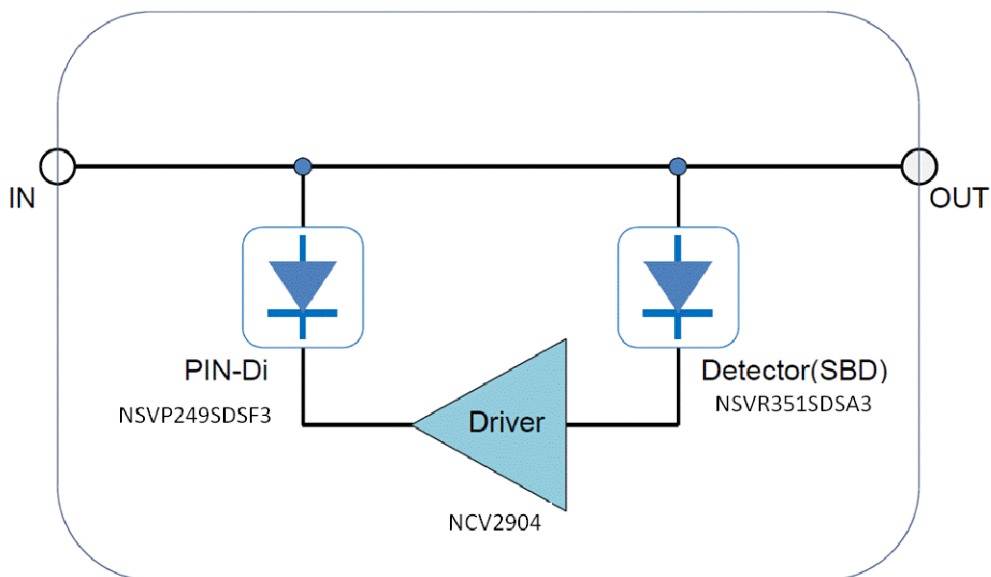 IN
OUT
PIN-Di
NSVP249SDSF3
Detector(SBD)
NSVR351SDSA3
Driver
NCV2904